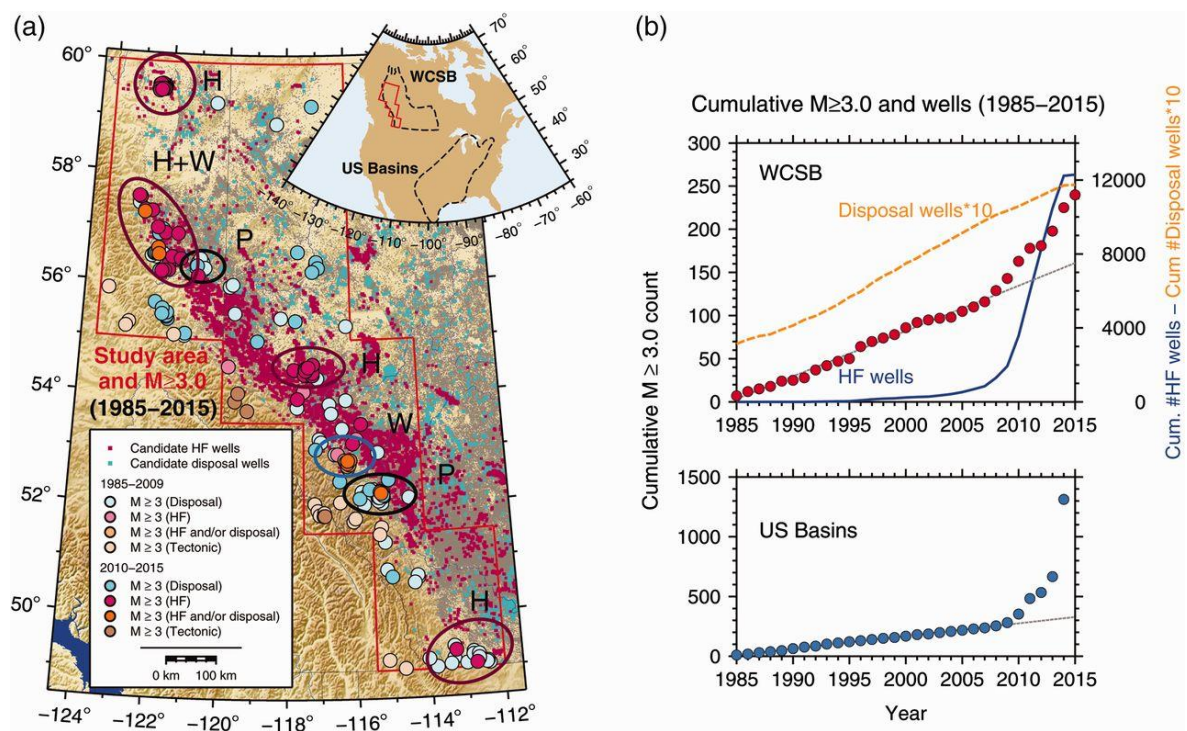 (a)
60°
58°
56°
54°
52°
50°
−124°
−122°
−120°
−118°
−116°
−114°
−112°
H
H+W
P
H
W
P
H
Study area
and M≥3.0
(1985−2015)
Candidate HF wells
Candidate disposal wells
1985−2009
M ≥ 3 (Disposal)
M ≥ 3 (HF)
M ≥ 3 (HF and/or disposal)
M ≥ 3 (Tectonic)
2010−2015
M ≥ 3 (Disposal)
M ≥ 3 (HF)
M ≥ 3 (HF and/or disposal)
M ≥ 3 (Tectonic)
0 km 100 km
WCSB
US Basins
70°
60°
50°
40°
30°
−140°
−130°
−120°
−110°
−100°
−90°
−80°
−70°
−60°
(b)
Cumulative M≥3.0 and wells (1985−2015)
WCSB
Disposal wells*10
HF wells
300
250
200
150
100
50
0
12000
8000
4000
0
1985 1990 1995 2000 2005 2010 2015
Cumulative M ≥ 3.0 count
Cum. #HF wells − Cum #Disposal wells*10
US Basins
1500
1000
500
0
1985 1990 1995 2000 2005 2010 2015
Year